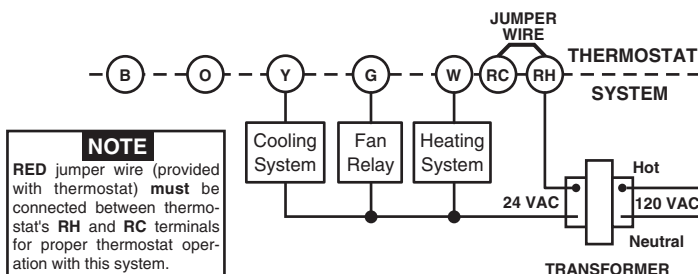 JUMPER
WIRE
THERMOSTAT
B O Y G W RC RH
SYSTEM
Cooling
System
Fan
Relay
Heating
System
NOTE
RED jumper wire (provided
with thermostat) must be
connected between thermo-
stat's RH and RC terminals
for proper thermostat oper-
ation with this system.
Hot
24 VAC
120 VAC
Neutral
TRANSFORMER